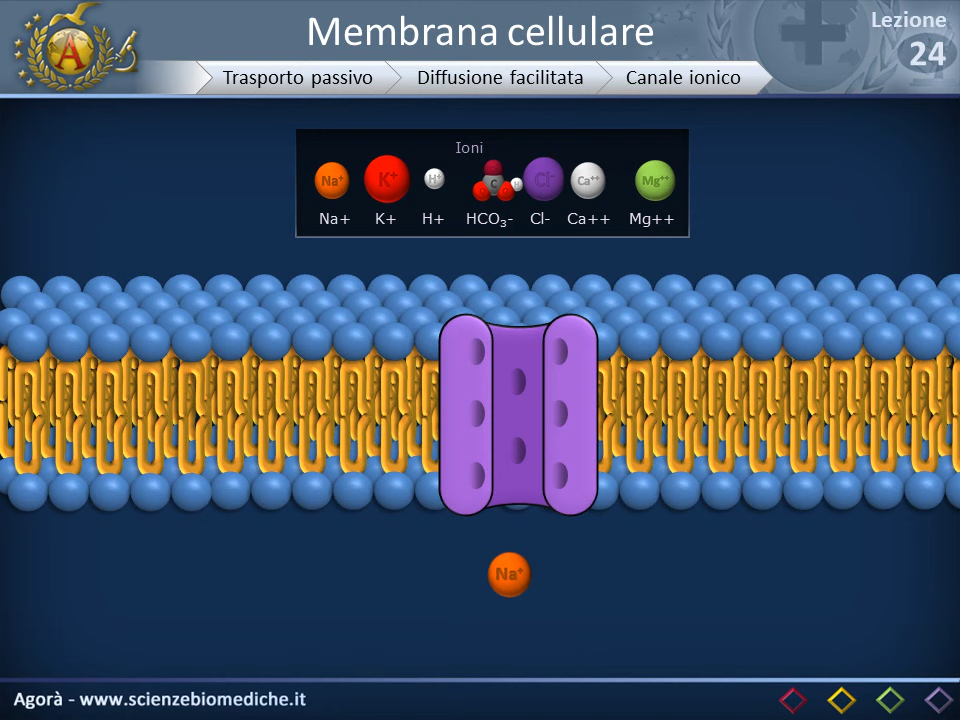 Membrana cellulare
Lezione
24
A
Trasporto passivo Diffusione facilitata Canale ionico
Ioni
Na+ K+ H+ C H Cl- Ca++ Mg++
Na+ K+ H+ HCO3- Cl- Ca++ Mg++
Na+
Agorà - www.scienzebiomediche.it